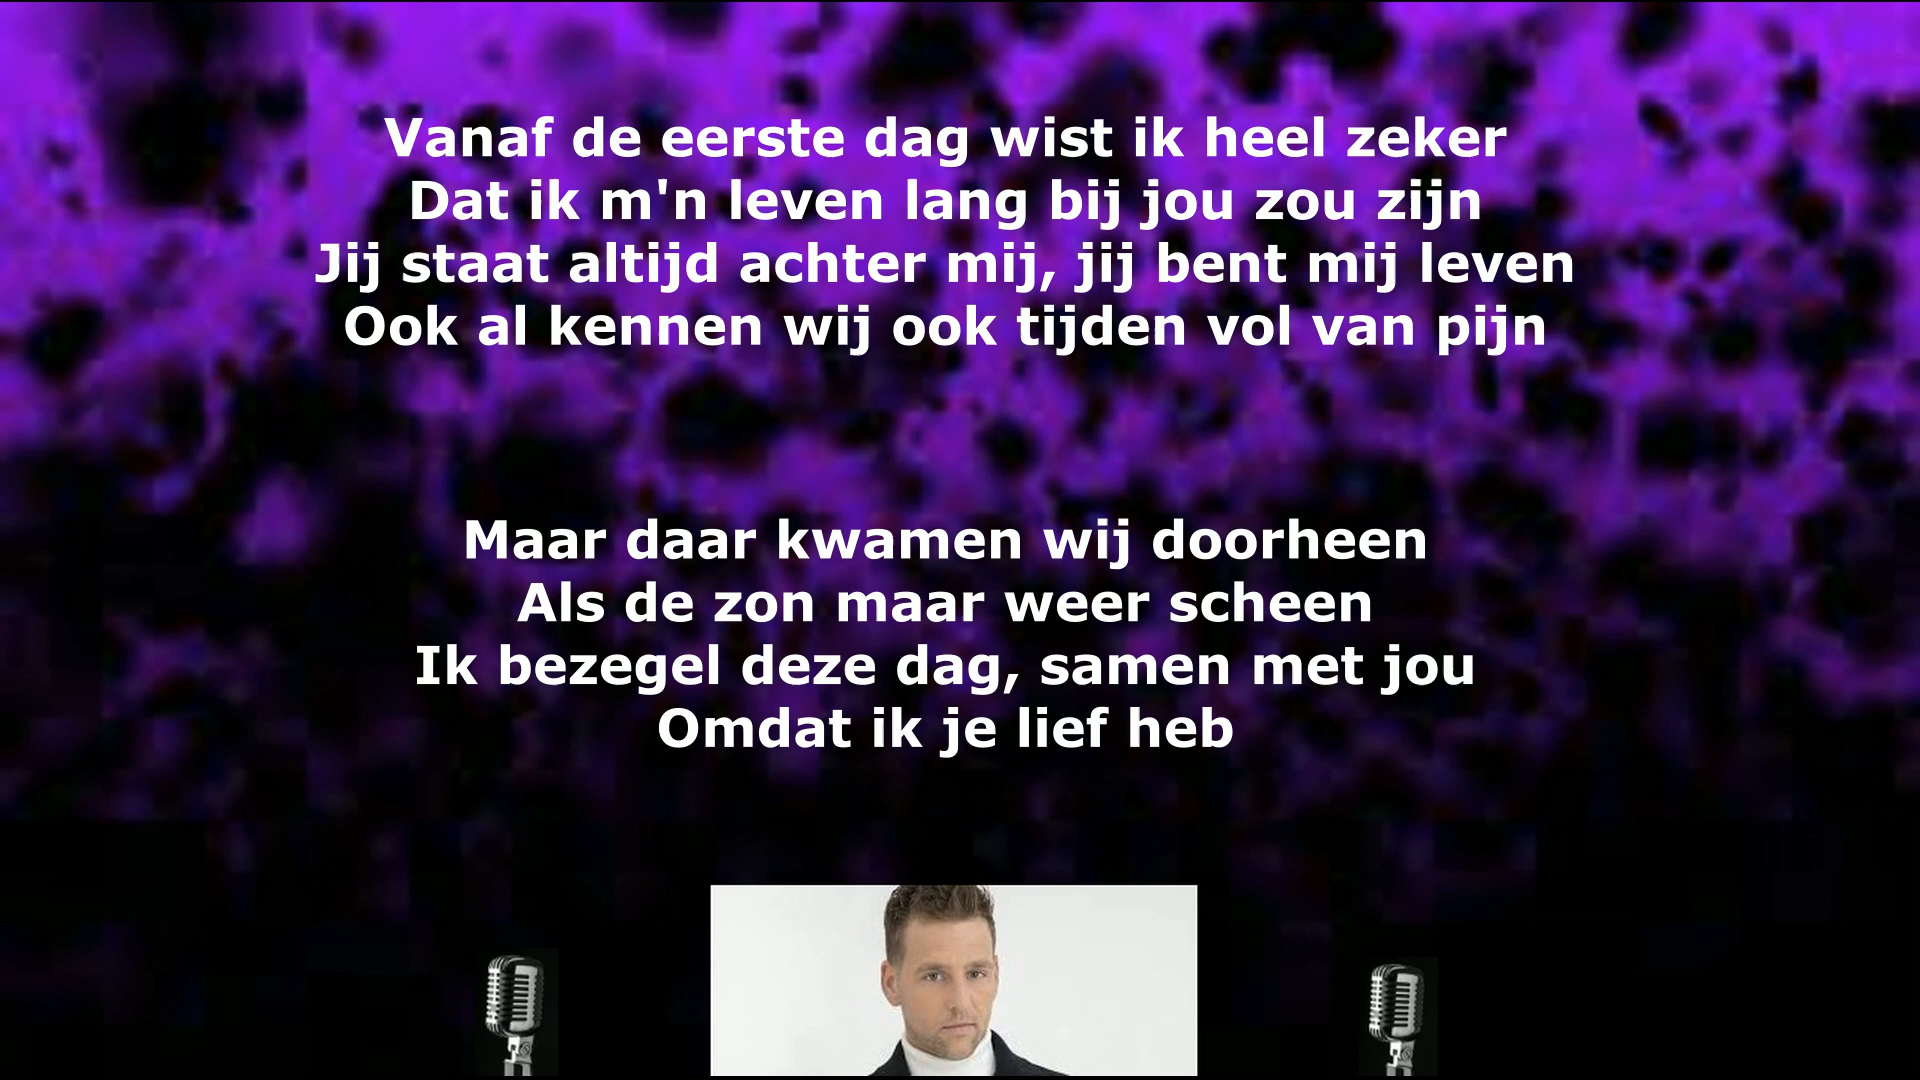 Vanaf de eerste dag wist ik heel zeker
Dat ik m'n leven lang bij jou zou zijn
Jij staat altijd achter mij, jij bent mij leven
Ook al kennen wij ook tijden vol van pijn
Maar daar kwamen wij doorheen
Als de zon maar weer scheen
Ik bezegel deze dag, samen met jou
Omdat ik je lief heb